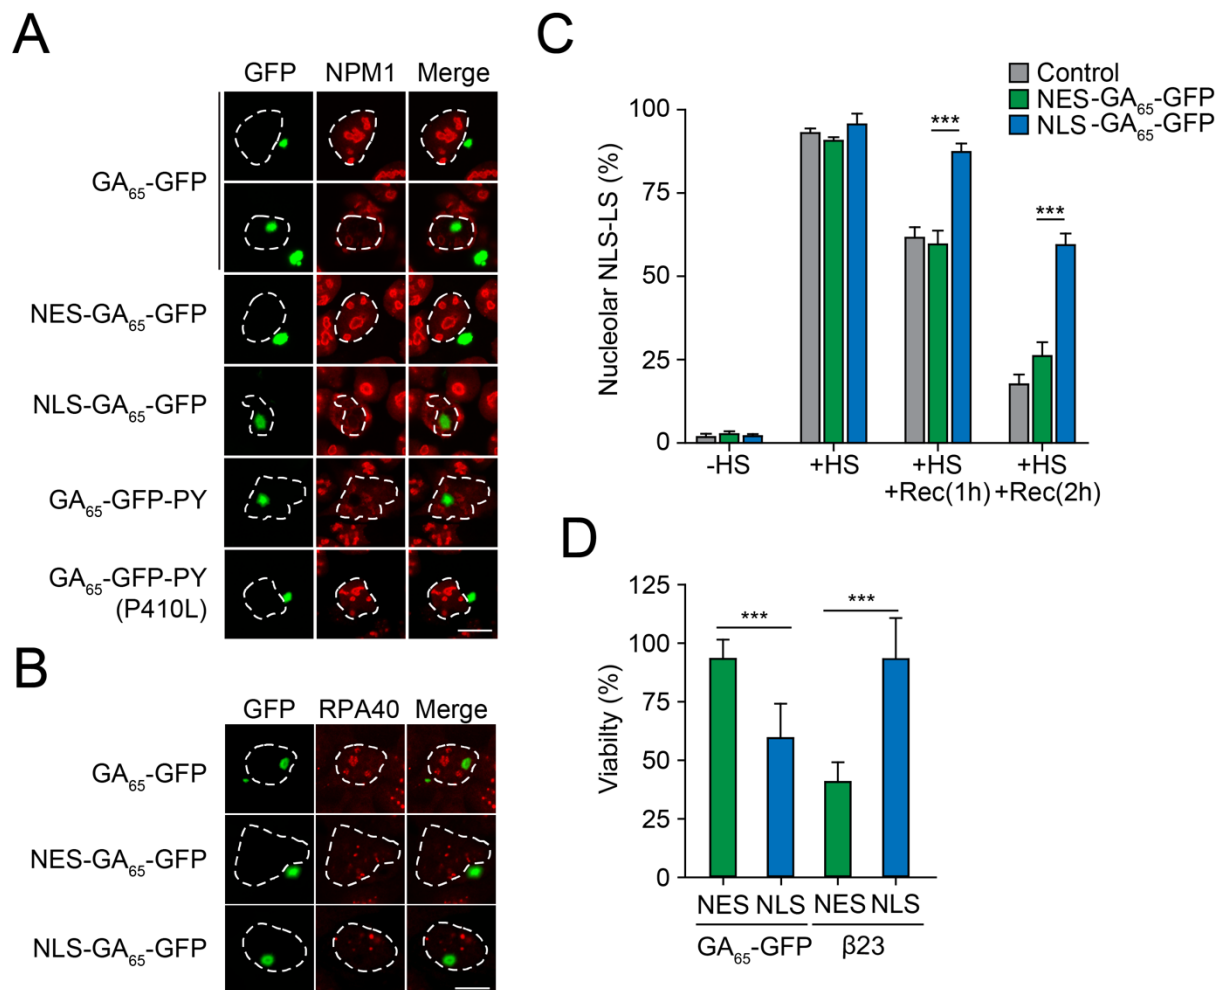 A
GFP NPM1 Merge
GA65-GFP
NES-GA65-GFP
NLS-GA65-GFP
GA65-GFP-PY
GA65-GFP-PY
(P410L)
B
GFP RPA40 Merge
GA65-GFP
NES-GA65-GFP
NLS-GA65-GFP
C
Control
NES-GA65-GFP
NLS-GA65-GFP
Nucleolar NLS-LS (%)
100
75
50
25
0
***
***
-HS +HS +HS +HS
+Rec(1h) +Rec(2h)
D
Viabilty (%)
125
100
75
50
25
0
***
***
NES NLS NES NLS
GA65-GFP β23